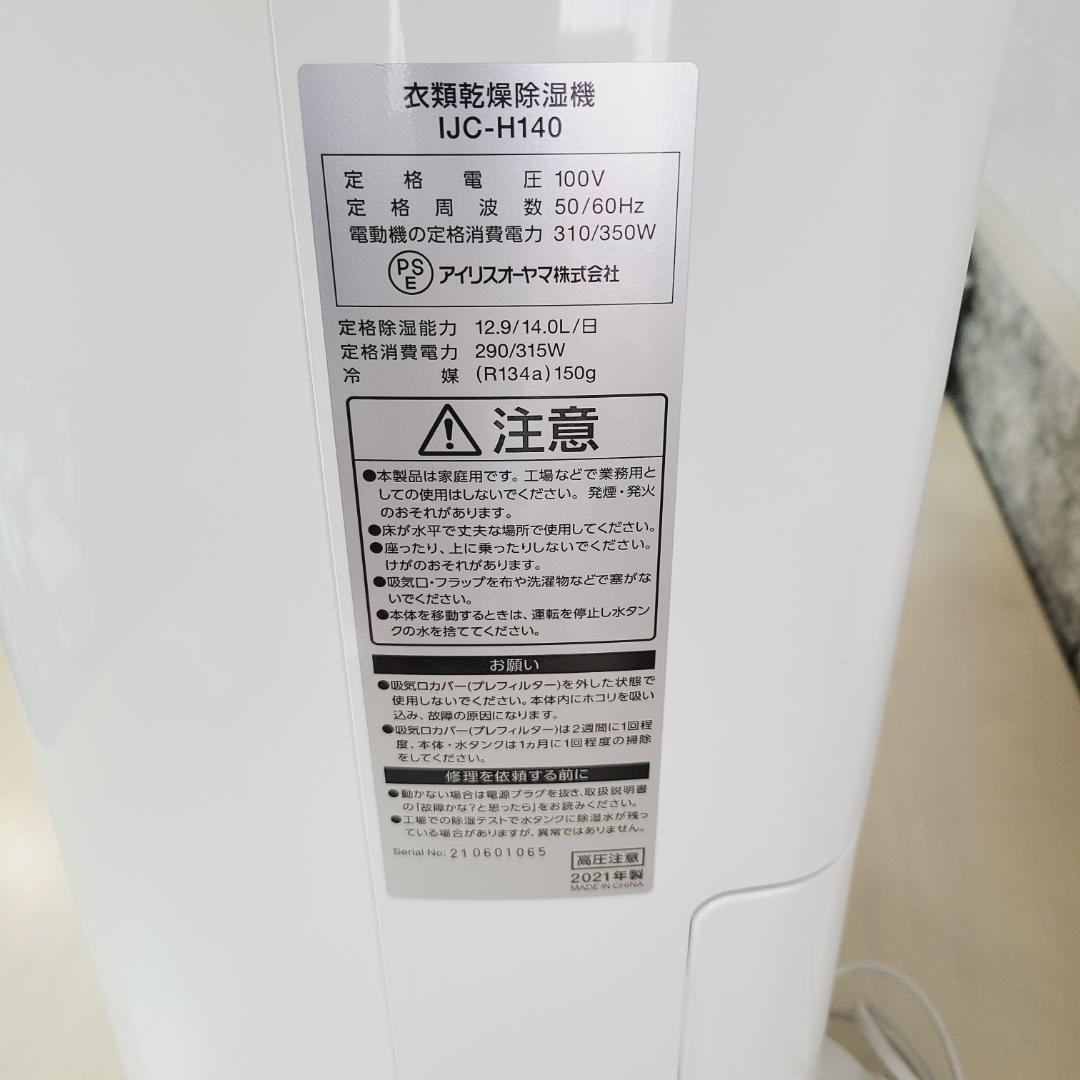 衣類乾燥除湿機
IJC-H140
定格電圧 100V
定格周波数 50/60Hz
電動機の定格消費電力 310/350W
PSE アイリスオーヤマ株式会社
定格除湿能力 12.9/14.0L/日
定格消費電力 290/315W
冷媒 (R134a)150g
注意
●本製品は家庭用です。工場などで業務用と
しての使用はしないでください。発煙・発火
のおそれがあります。
●床が水平で丈夫な場所で使用してください。
●座ったり、上に乗ったりしないでください。
けがのおそれがあります。
●吸気口・フラップを布や洗濯物などで塞がな
いでください。
●本体を移動するときは、運転を停止し水タン
クの水を捨ててください。
お願い
●吸気口カバー(プレフィルター)を外した状態で
使用しないでください。本体内にホコリを吸い
込み、故障の原因になります。
●吸気口カバー(プレフィルター)は2週間に1回程
度、本体・水タンクは1ヵ月に1回程度の掃除
をしてください。
修理を依頼する前に
●動かない場合は電源プラグを抜き、取扱説明書
の「故障かな?と思ったら」をお読みください。
●工場での除湿テストで水タンクに除湿水が残っ
ている場合がありますが、異常ではありません。
Serial No: 210601065
高圧注意
2021年製
MADE IN CHINA